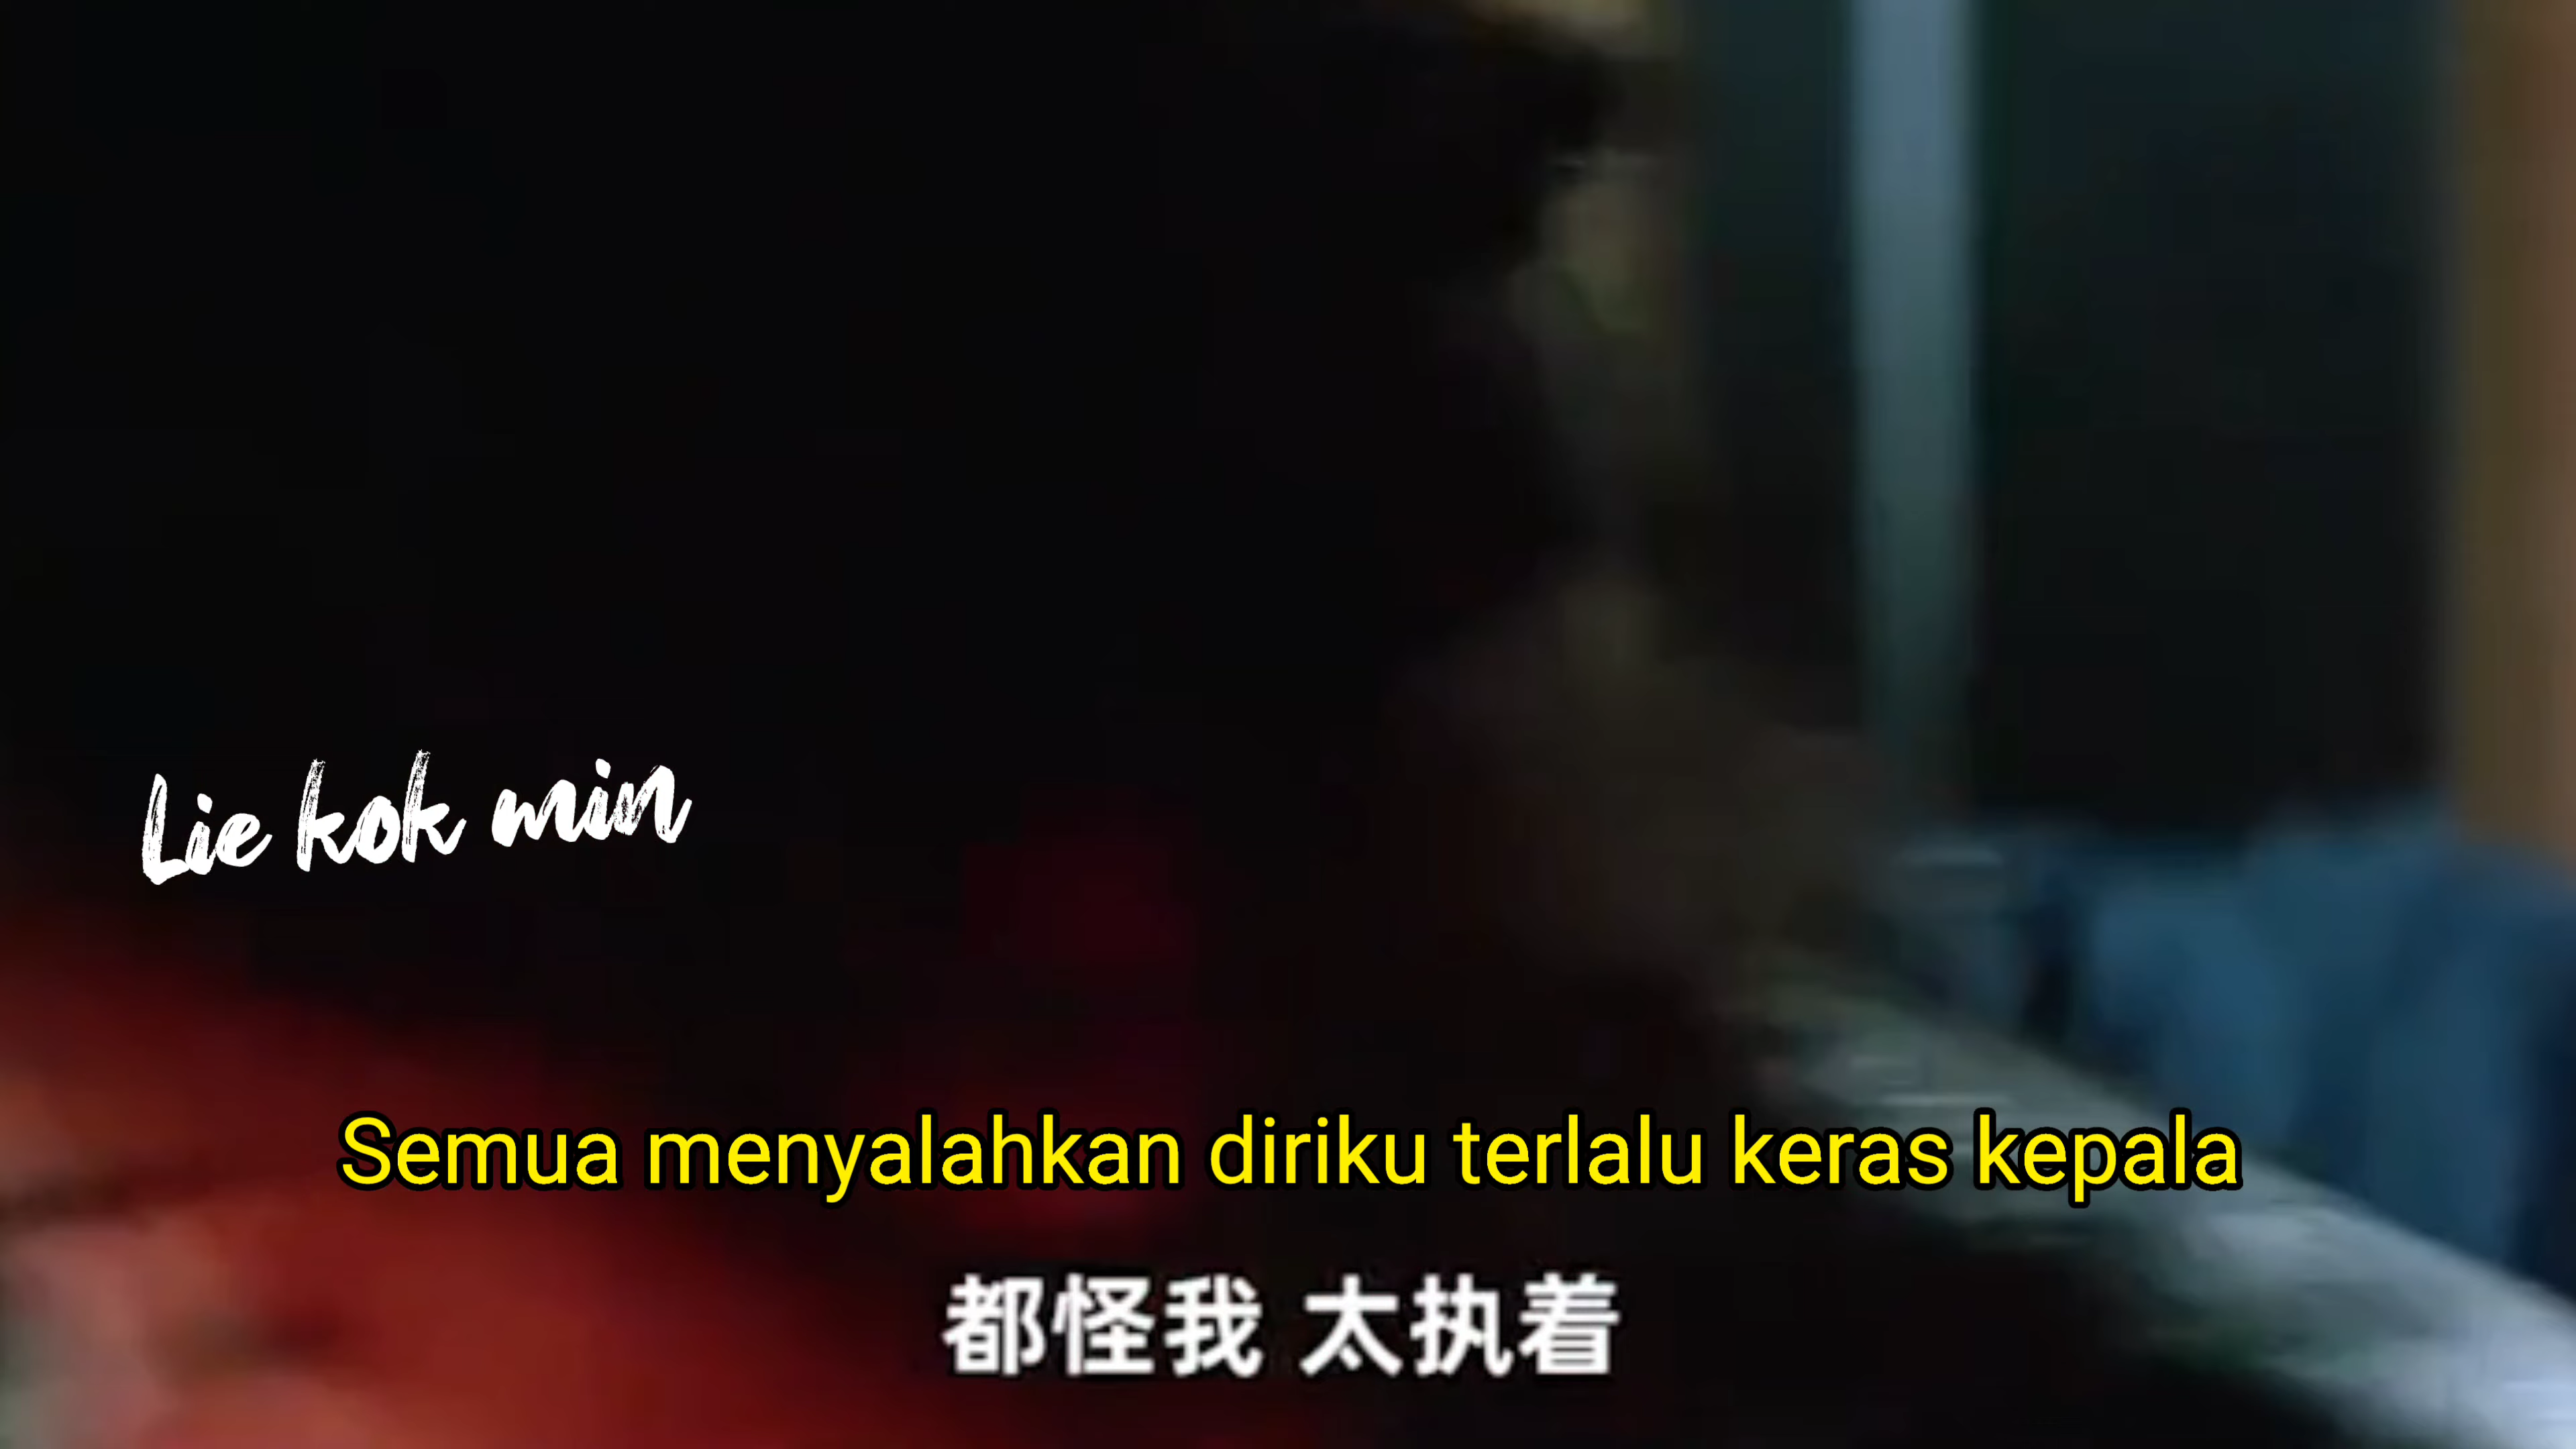 Lie kok min
Semua menyalahkan diriku terlalu keras kepala
都怪我 太执着